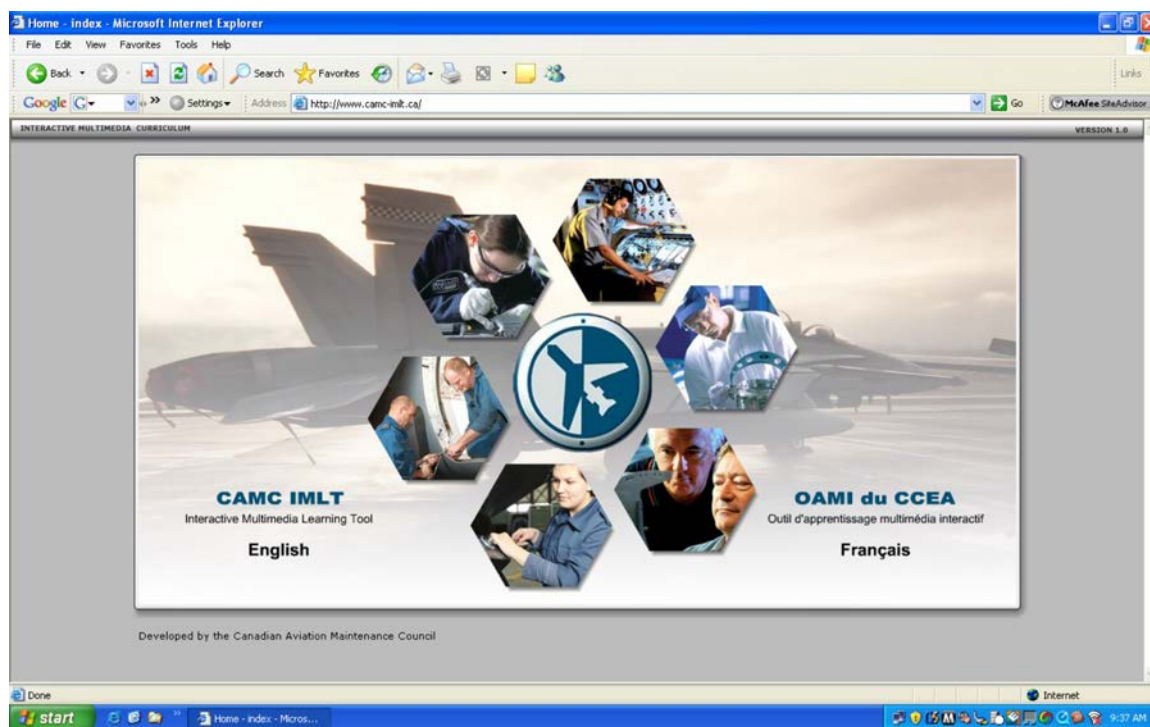 Home - index - Microsoft Internet Explorer
File Edit View Favorites Tools Help
Back Search Favorites Links
Google G Settings Address http://www.camc-imlt.ca/ Go McAfee SiteAdvisor
INTERACTIVE MULTIMEDIA CURRICULUM VERSION 1.0
CAMC IMLT OAMI du CCEA
Interactive Multimedia Learning Tool Outil d'apprentissage multimédia interactif
English Français
Developed by the Canadian Aviation Maintenance Council
Done Internet
start Home - index - Micros... 9:37 AM